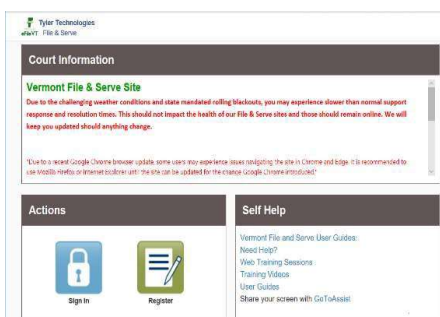 Tyler Technologies
eFileVT File & Serve
Court Information
Vermont File & Serve Site
Due to the challenging weather conditions and state mandated rolling blackouts, you may experience slower than normal support
response and resolution times. This should not impact the health of our File & Serve sites and those should remain online. We will
keep you updated should anything change.
"Due to a recent Google Chrome browser update, some users may experience issues navigating the site in Chrome and Edge. It is recommended to
use Mozilla Firefox or Internet Explorer until the site can be updated for the change Google Chrome introduced."
Actions
Sign In
Register
Self Help
Vermont File and Serve User Guides:
Need Help?
Web Training Sessions
Training Videos
User Guides
Share your screen with GoToAssist